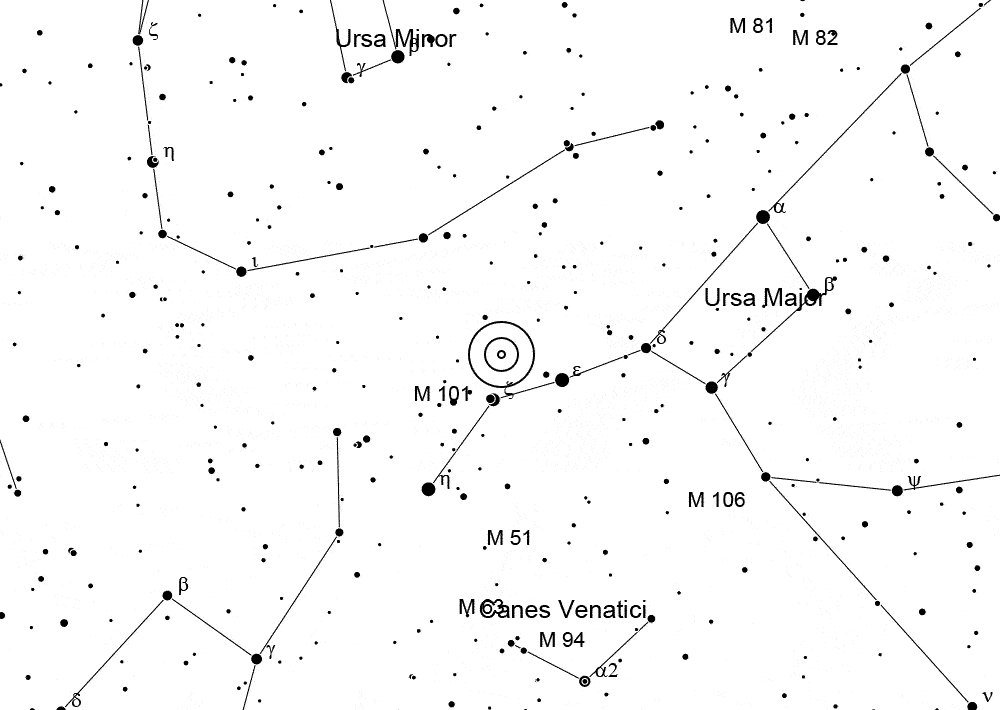 M 81
ζ
Ursa Minor
β
M 82
γ
η
α
ι
β
Ursa Major
δ
ε
γ
ζ
M 101
η
ψ
M 106
M 51
β
M 63
Canes Venatici
M 94
γ
α2
δ
ν